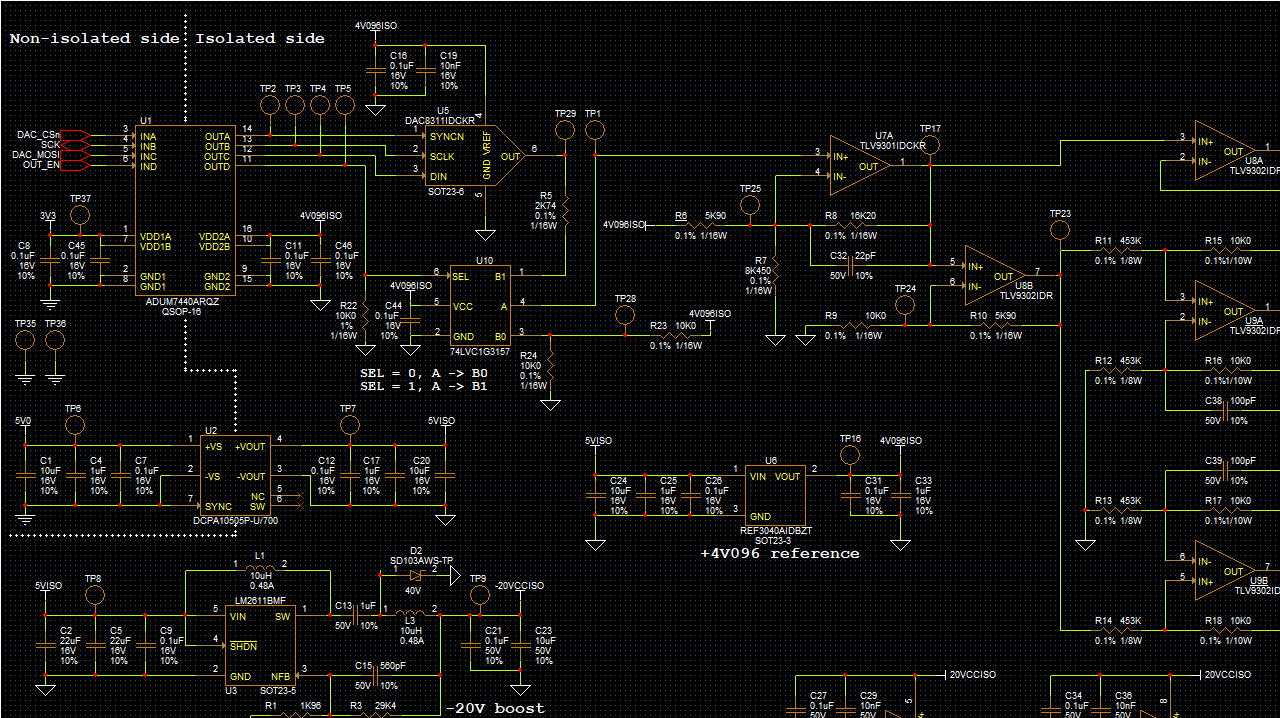 Non-isolated side
Isolated side
4V096ISO
C16
0.1uF
16V
10%
C19
10nF
16V
10%
TP2
TP3
TP4
TP5
U1
DAC_CSn
SCK
DAC_MOSI
OUT_EN
3
4
5
6
INA
INB
INC
IND
OUTA
OUTB
OUTC
OUTD
14
13
12
11
U5
DAC8311IDCKR
4
1
SYNCN
2
SCLK
3
DIN
GND
VREF
OUT
6
5
SOT23-6
TP29
TP1
R5
2K74
0.1%
1/16W
U7A
TLV9301IDCKR
3
IN+
4
IN-
OUT
1
TP17
3
IN+
2
IN-
OUT
1
U8A
TLV9302IDR
3V3
TP37
C8
0.1uF
16V
10%
C45
0.1uF
16V
10%
1
VDD1A
7
VDD1B
2
GND1
8
GND1
VDD2A
16
VDD2B
10
GND2
9
GND2
15
ADUM7440ARQZ
QSOP-16
4V096ISO
C11
0.1uF
16V
10%
C46
0.1uF
16V
10%
TP35
TP36
R22
10K0
1%
1/16W
4V096ISO
C44
0.1uF
16V
10%
U10
6
SEL
5
VCC
2
GND
B1
1
A
4
B0
3
74LVC1G3157
SEL = 0, A -> B0
SEL = 1, A -> B1
R24
10K0
0.1%
1/16W
TP28
R23
10K0
0.1% 1/16W
4V096ISO
4V096ISO
R6
5K90
0.1% 1/16W
TP25
R7
8K450
0.1%
1/16W
R8
16K20
0.1% 1/16W
C32
22pF
50V
10%
R9
10K0
0.1% 1/16W
TP24
5
IN+
6
IN-
OUT
7
U8B
TLV9302IDR
R10
5K90
0.1% 1/16W
TP23
R11
453K
0.1% 1/8W
R15
10K0
0.1%1/10W
3
IN+
2
IN-
OUT
1
U9A
TLV9302IDR
R12
453K
0.1% 1/8W
R16
10K0
0.1%1/10W
C38
100pF
50V
10%
C39
100pF
50V
10%
R13
453K
0.1% 1/8W
R17
10K0
0.1%1/10W
6
IN-
5
IN+
OUT
7
U9B
TLV9302IDR
R14
453K
0.1% 1/8W
R18
10K0
0.1% 1/10W
5V0
TP6
C1
10uF
16V
10%
C4
1uF
16V
10%
C7
0.1uF
16V
10%
U2
1
+VS
2
-VS
7
SYNC
+VOUT
4
-VOUT
3
NC
5
SW
6
DCPA10505P-U/700
TP7
5VISO
C12
0.1uF
16V
10%
C17
1uF
16V
10%
C20
10uF
16V
10%
5VISO
C24
10uF
16V
10%
C25
1uF
16V
10%
C26
0.1uF
16V
10%
U6
1
VIN
VOUT
2
3
GND
REF3040AIDBZT
SOT23-3
+4V096 reference
TP16
4V096ISO
C31
0.1uF
16V
10%
C33
1uF
16V
10%
5VISO
TP8
C2
22uF
16V
10%
C5
22uF
16V
10%
C9
0.1uF
16V
10%
L1
1
2
10uH
0.48A
LM2611BMF
5
VIN
SW
1
4
SHDN
2
GND
NFB
3
U3
SOT23-5
C13
1uF
50V
10%
D2
SD103AWS-TP
1
2
40V
1
2
L3
10uH
0.48A
TP9
-20VCCISO
C21
0.1uF
50V
10%
C23
10uF
50V
10%
C15
560pF
50V
10%
R1
1K96
R3
29K4
-20V boost
20VCCISO
C27
0.1uF
50V
C29
10nF
50V
5
20VCCISO
C34
0.1uF
50V
C36
10nF
50V
8